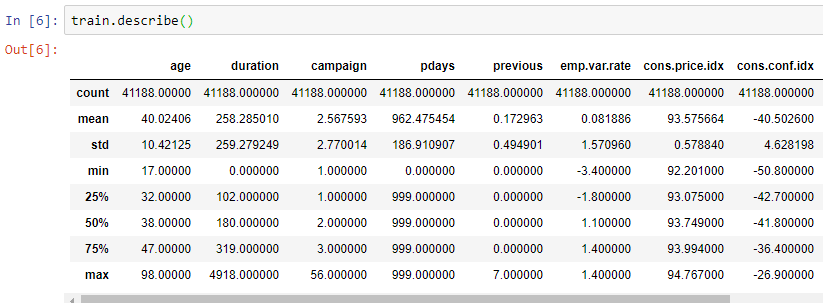 In [6]: train.describe()
Out[6]:
age duration campaign pdays previous emp.var.rate cons.price.idx cons.conf.idx
count 41188.00000 41188.000000 41188.000000 41188.000000 41188.000000 41188.000000 41188.000000 41188.000000
mean 40.02406 258.285010 2.567593 962.475454 0.172963 0.081886 93.575664 -40.502600
std 10.42125 259.279249 2.770014 186.910907 0.494901 1.570960 0.578840 4.628198
min 17.00000 0.000000 1.000000 0.000000 0.000000 -3.400000 92.201000 -50.800000
25% 32.00000 102.000000 1.000000 999.000000 0.000000 -1.800000 93.075000 -42.700000
50% 38.00000 180.000000 2.000000 999.000000 0.000000 1.100000 93.749000 -41.800000
75% 47.00000 319.000000 3.000000 999.000000 0.000000 1.400000 93.994000 -36.400000
max 98.00000 4918.000000 56.000000 999.000000 7.000000 1.400000 94.767000 -26.900000